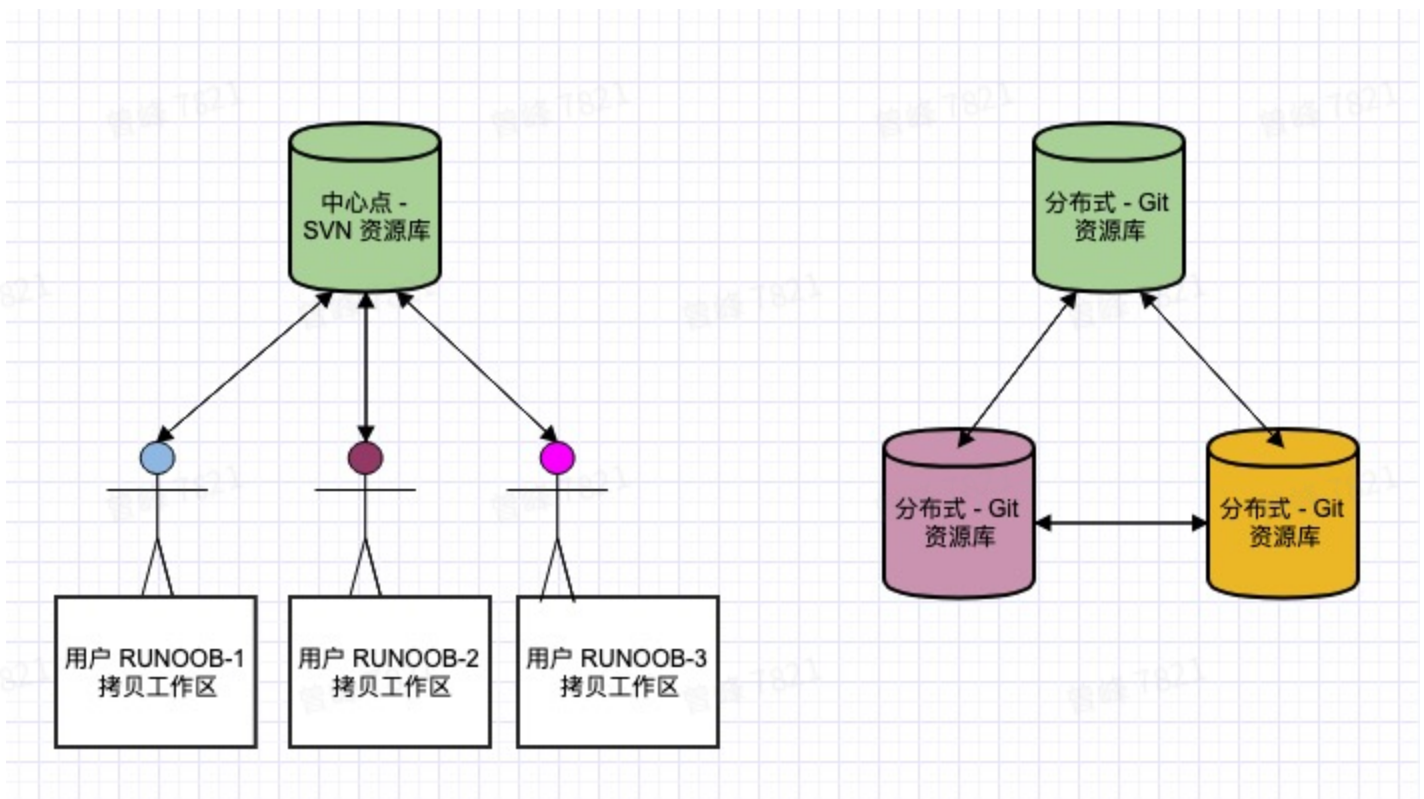 中心点 -
SVN 资源库
分布式 - Git
资源库
分布式 - Git
资源库
分布式 - Git
资源库
用户 RUNOOB-1
拷贝工作区
用户 RUNOOB-2
拷贝工作区
用户 RUNOOB-3
拷贝工作区